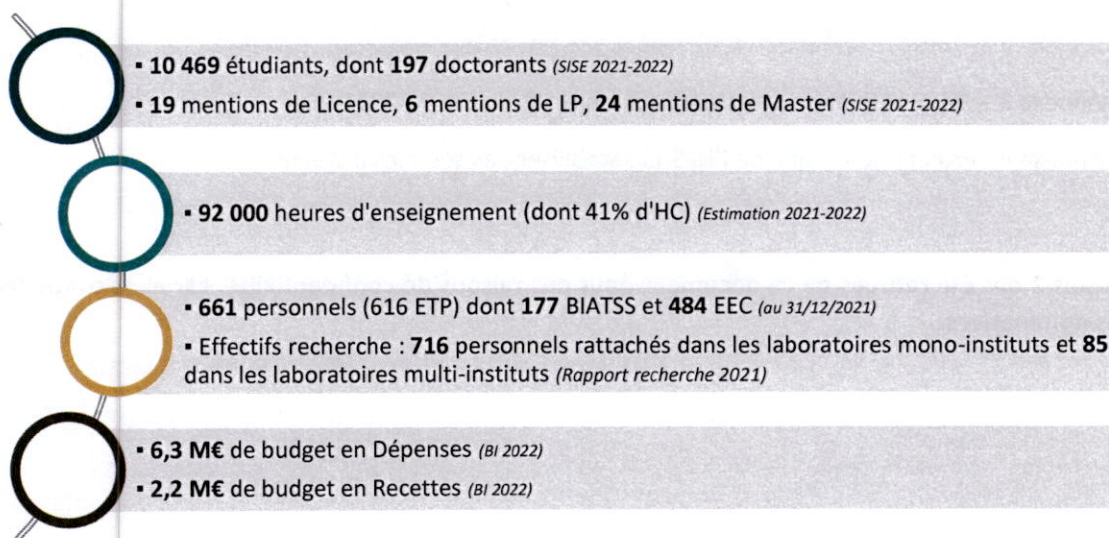 ▪ 10 469 étudiants, dont 197 doctorants (SISE 2021-2022)
▪ 19 mentions de Licence, 6 mentions de LP, 24 mentions de Master (SISE 2021-2022)
▪ 92 000 heures d'enseignement (dont 41% d'HC) (Estimation 2021-2022)
▪ 661 personnels (616 ETP) dont 177 BIATSS et 484 EEC (au 31/12/2021)
▪ Effectifs recherche : 716 personnels rattachés dans les laboratoires mono-instituts et 85
dans les laboratoires multi-instituts (Rapport recherche 2021)
▪ 6,3 M€ de budget en Dépenses (BI 2022)
▪ 2,2 M€ de budget en Recettes (BI 2022)